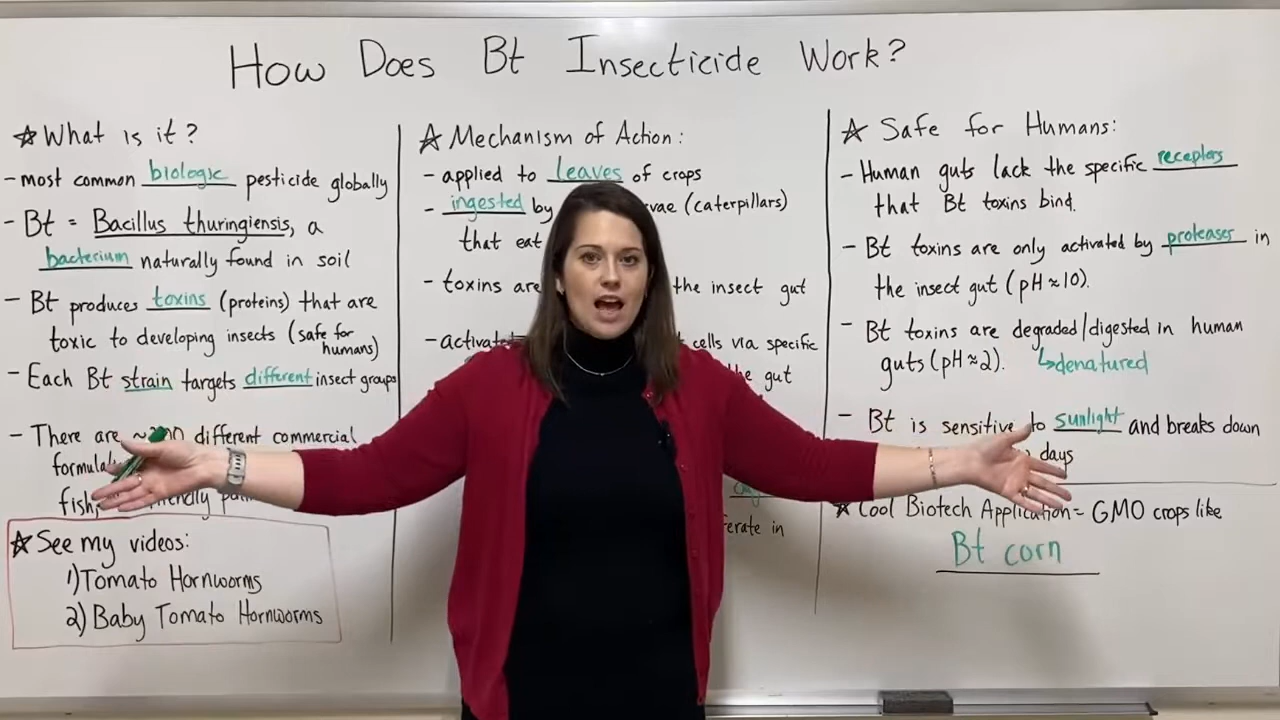 How Does Bt Insecticide Work?
☆ What is it?
- most common biologic pesticide globally
- Bt = Bacillus thuringiensis, a
bacterium naturally found in soil
- Bt produces toxins (proteins) that are
toxic to developing insects (safe for
humans)
- Each Bt strain targets different insect groups
- There are different commercial
fish,
☆ See my videos:
1) Tomato Hornworms
2) Baby Tomato Hornworms
☆ Mechanism of Action:
- applied to leaves of crops
- ingested by (caterpillars)
that eat
- toxins are the insect gut
- cells via specific
gut
in
☆ Safe for Humans:
- Human guts lack the specific receptors
that Bt toxins bind.
- Bt toxins are only activated by proteases in
the insect gut (pH≈10).
- Bt toxins are degraded/digested in human
guts (pH≈2). ↳denatured
- Bt is sensitive to sunlight and breaks down
days
☆ Cool Biotech Application = GMO crops like
Bt corn